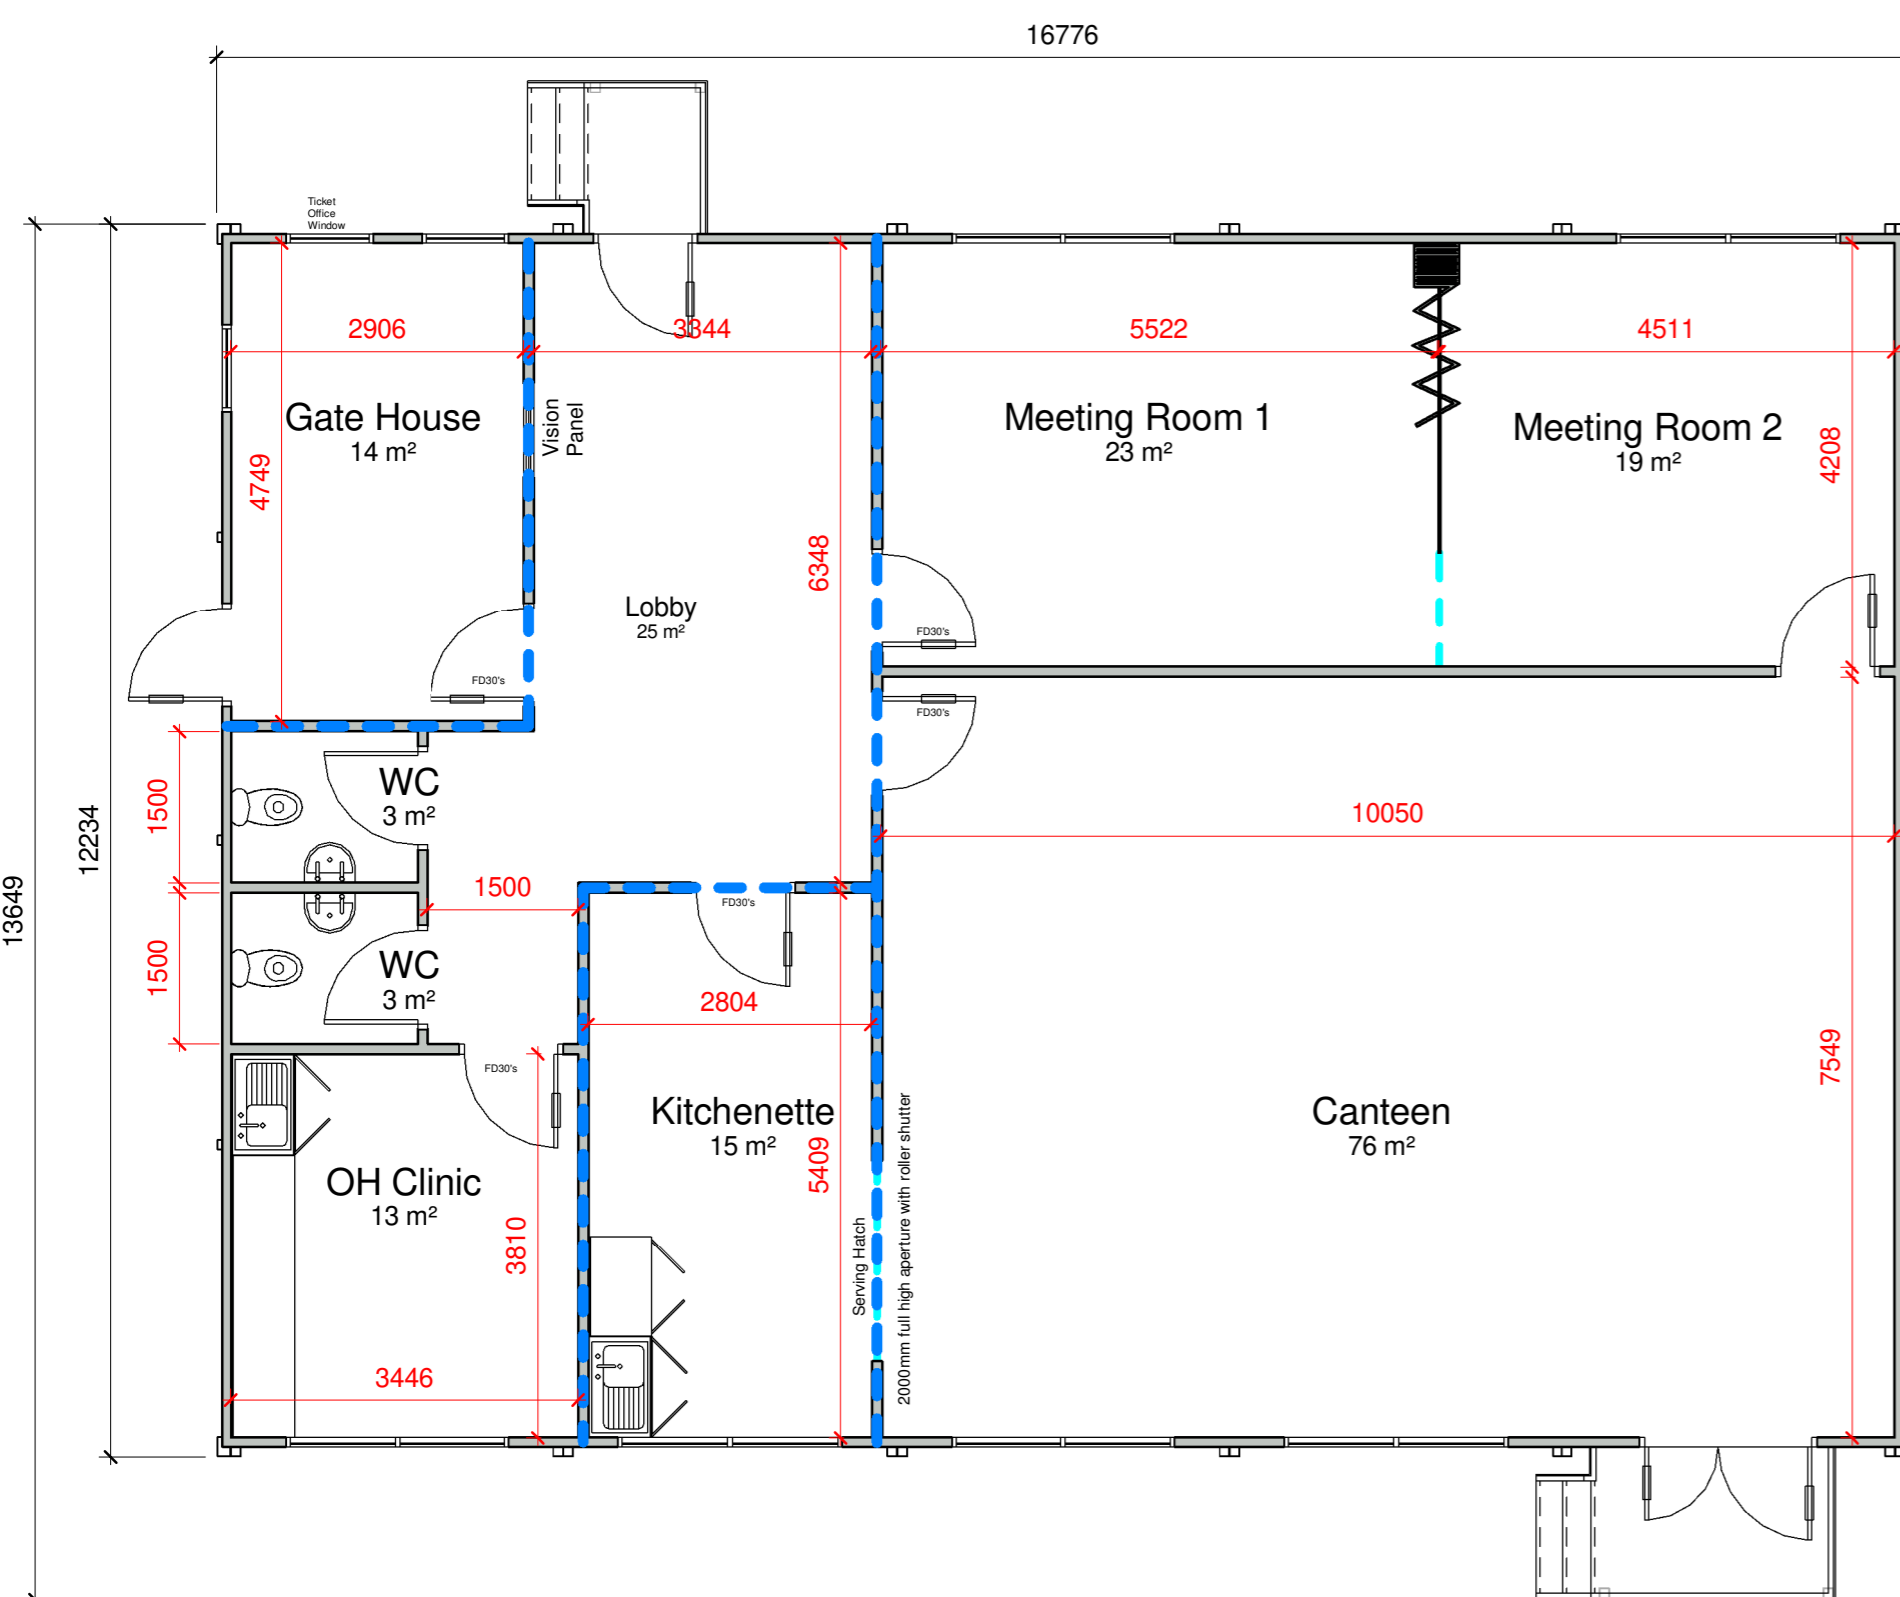 16776
Ticket
Office
Window
2906
3344
5522
4511
Gate House
14 m²
Vision
Panel
Meeting Room 1
23 m²
Meeting Room 2
19 m²
4749
4208
6348
Lobby
25 m²
FD30's
FD30's
FD30's
WC
3 m²
1500
12234
13649
10050
1500
FD30's
WC
3 m²
1500
2804
FD30's
7549
Kitchenette
15 m²
5409
Canteen
76 m²
OH Clinic
13 m²
3810
Serving Hatch
2000mm full high aperture with roller shutter
3446